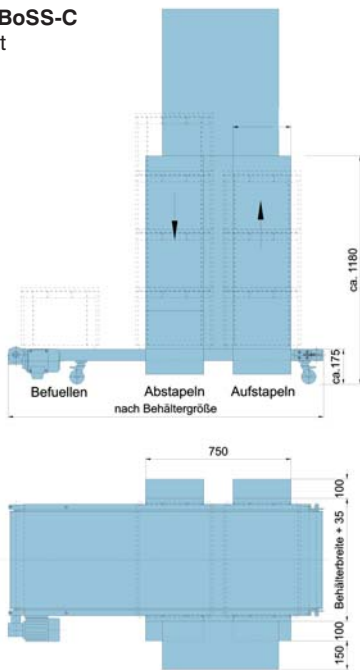 BoSS-C
t
ca. 1180
ca.175
Befuellen Abstapeln Aufstapeln
nach Behältergröße
750
100
Behälterbreite + 35
100
150